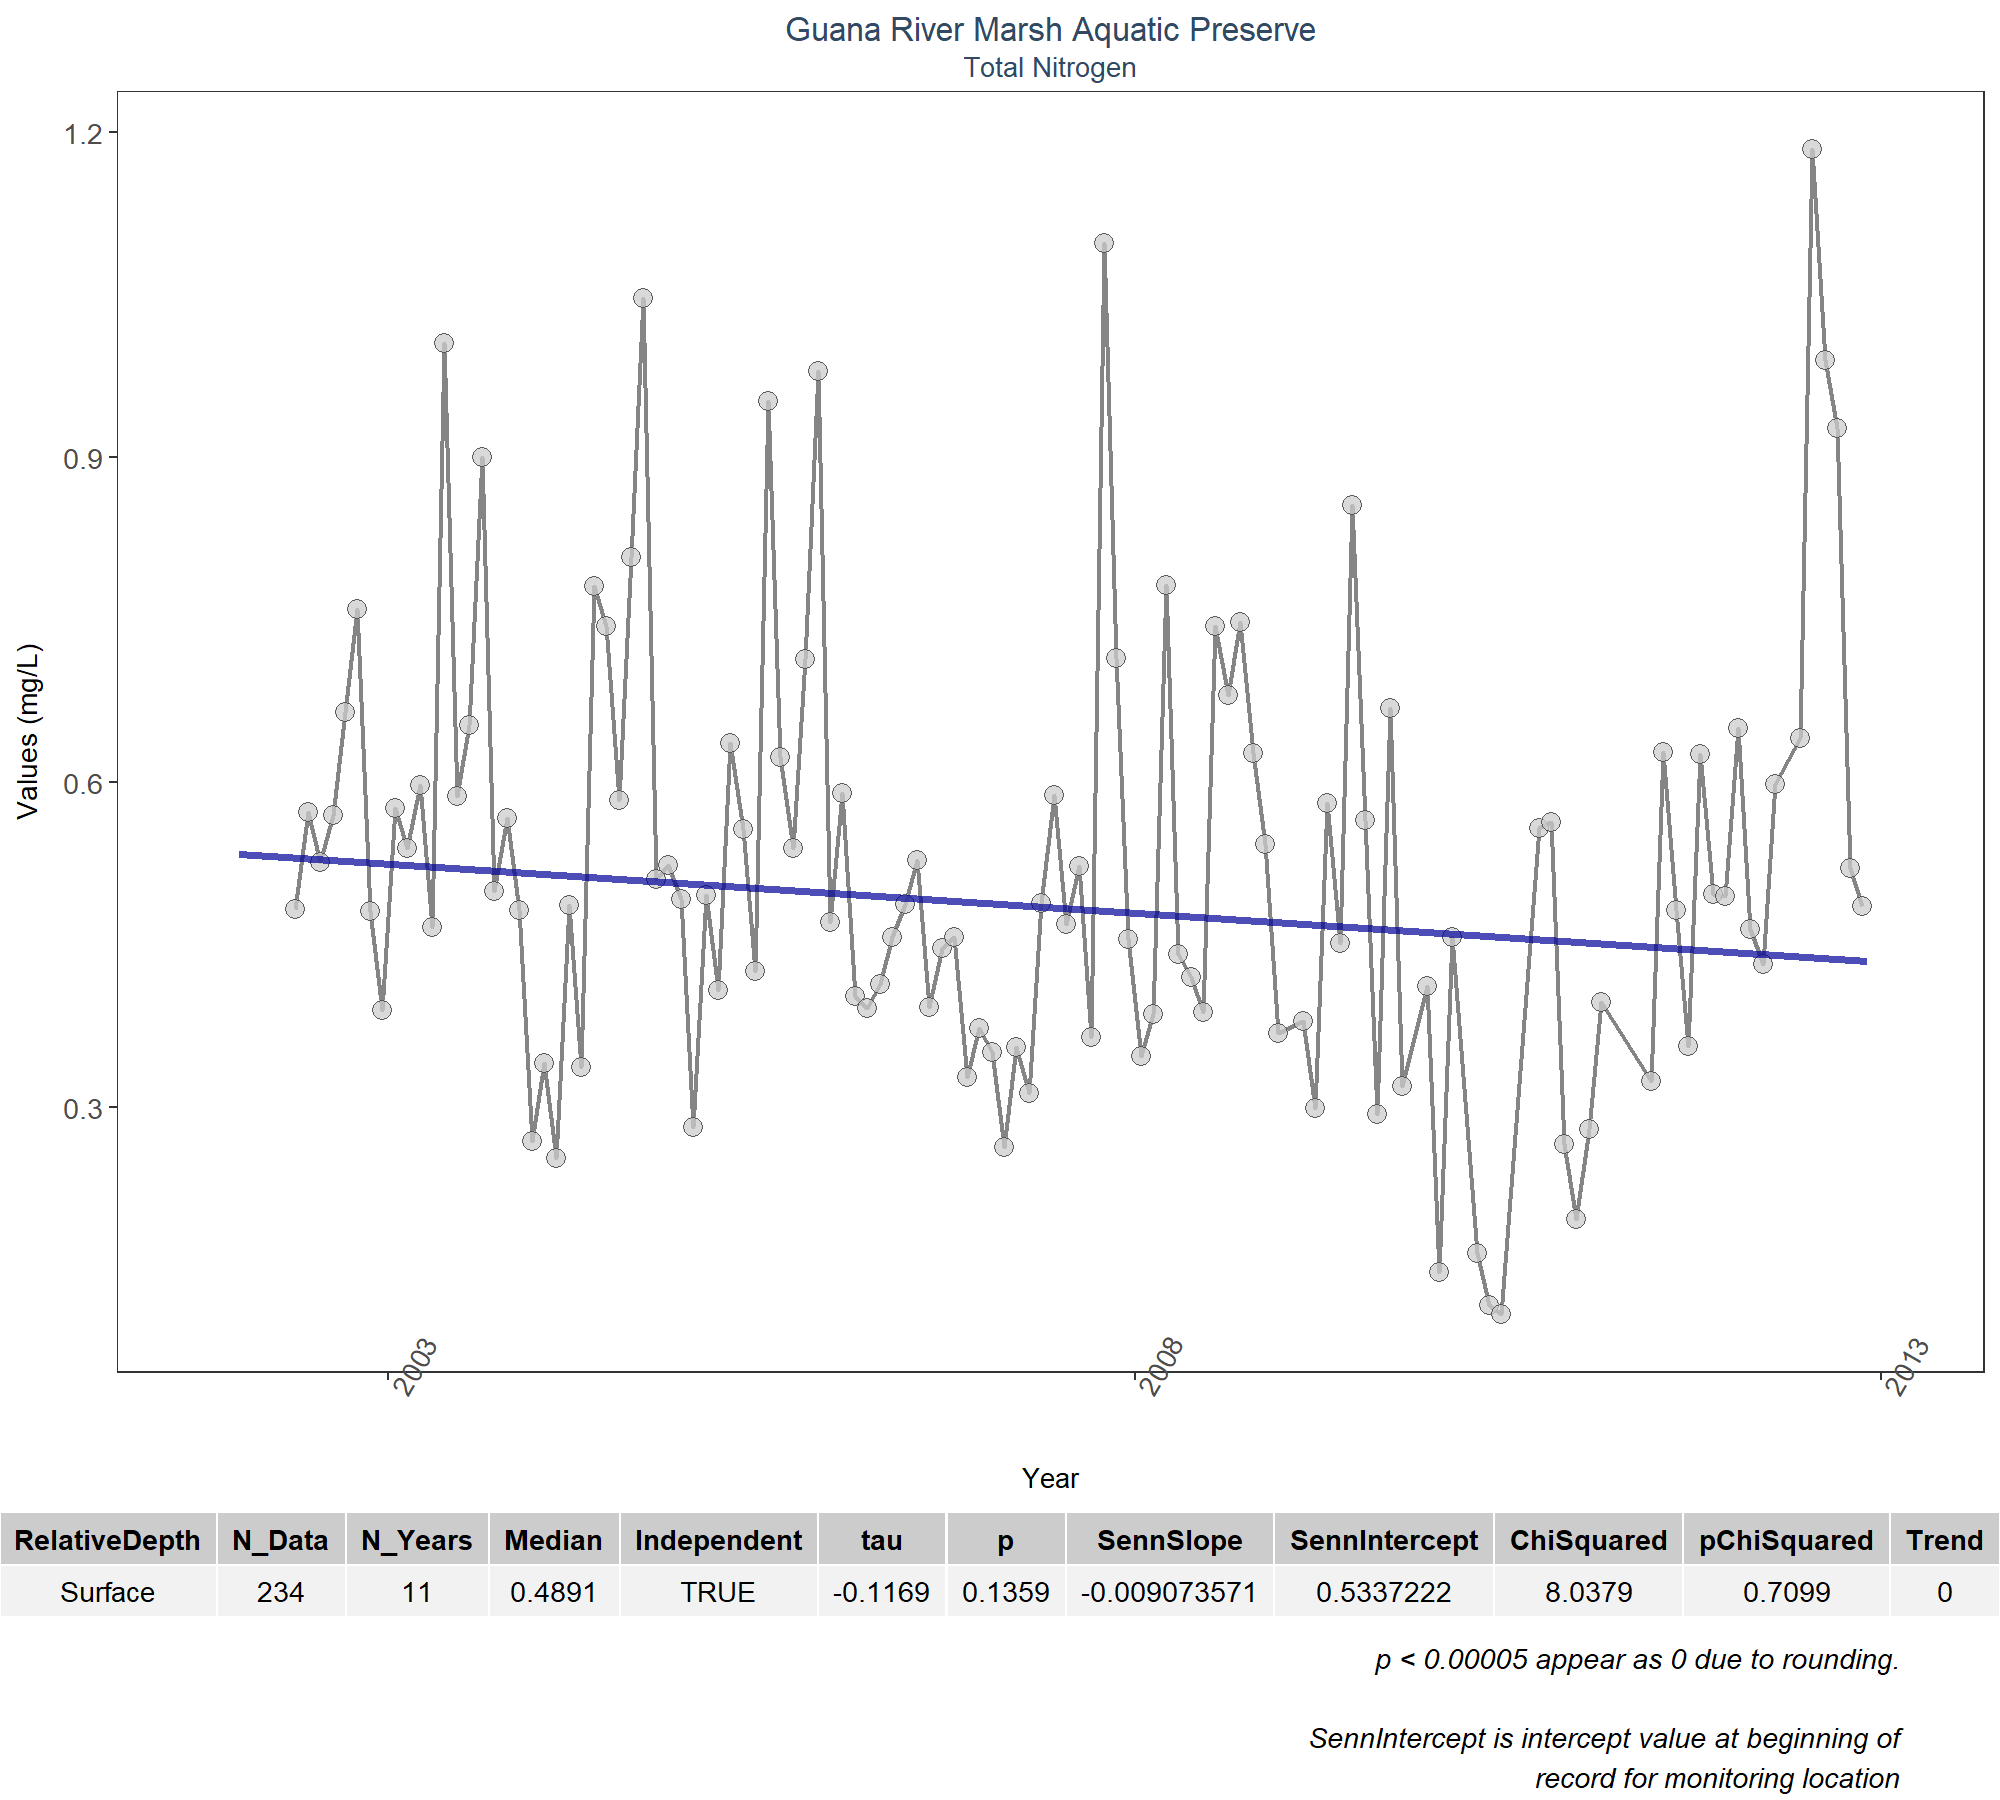 Guana River Marsh Aquatic Preserve
Total Nitrogen
1.2
0.9
0.6
0.3
Values (mg/L)
2003 2008 2013
Year
RelativeDepth N_Data N_Years Median Independent tau p SennSlope SennIntercept ChiSquared pChiSquared Trend
Surface 234 11 0.4891 TRUE -0.1169 0.1359 -0.009073571 0.5337222 8.0379 0.7099 0
p < 0.00005 appear as 0 due to rounding.
SennIntercept is intercept value at beginning of
record for monitoring location